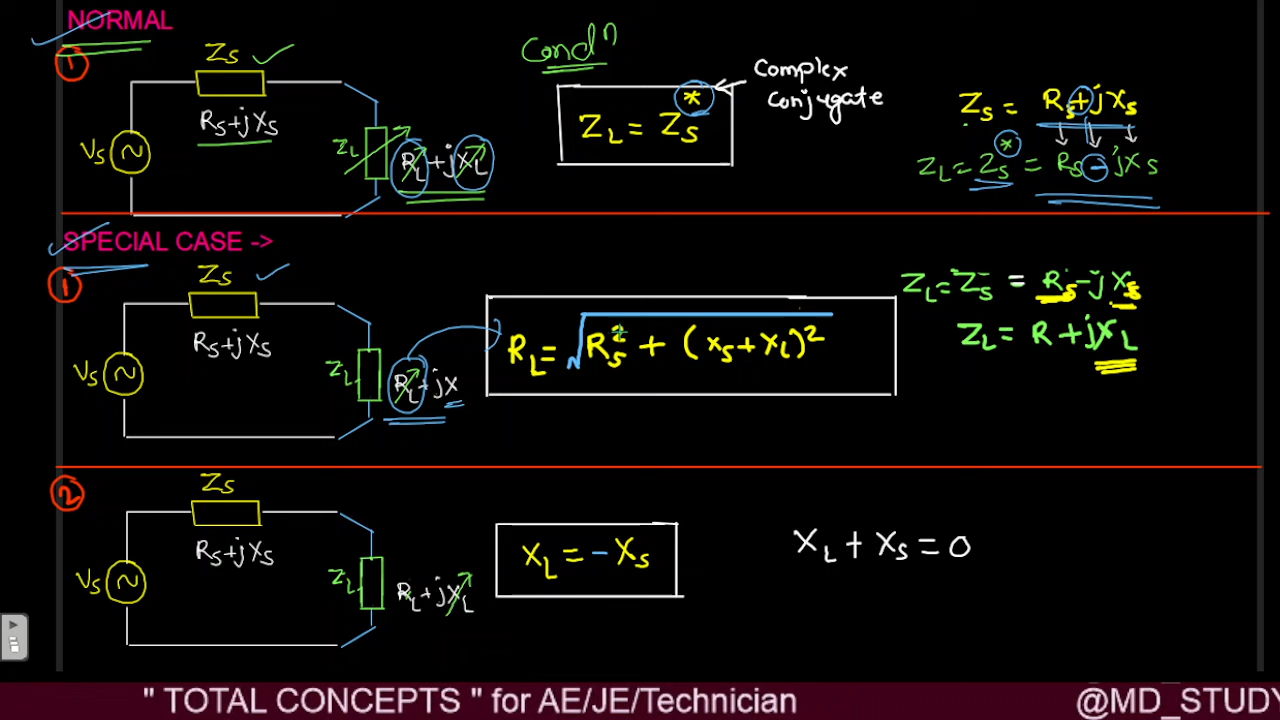 NORMAL
①
Zs
Rs+jXs
Vs
ZL
RL+jXL
Condⁿ
ZL = Zs*
Complex
Conjugate
Zs = Rs+jXs
ZL = Zs* = Rs-jXs
SPECIAL CASE ->
①
Zs
Rs+jXs
Vs
ZL
RL+jX
RL = √Rs² + (Xs+XL)²
ZL = Zs = Rs-jXs
ZL = R+jXL
②
Zs
Rs+jXs
Vs
ZL
RL+jXL
XL = -Xs
XL + Xs = 0
" TOTAL CONCEPTS " for AE/JE/Technician
@MD_STUDY